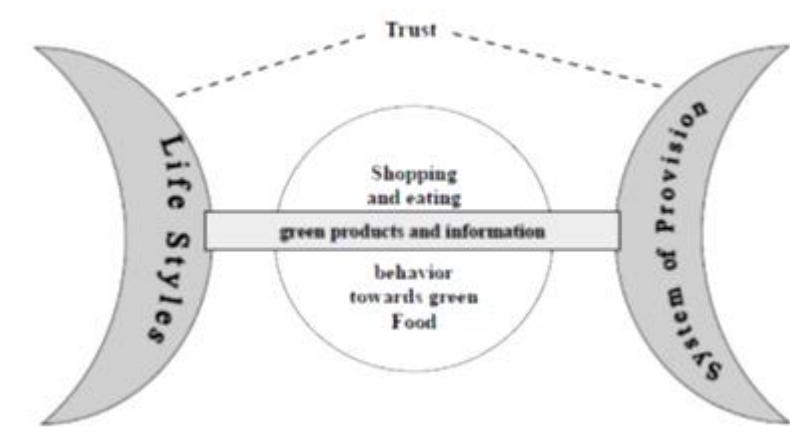 Trust
Life Styles
Shopping
and eating
green products and information
behavior
towards green
Food
System of Provision